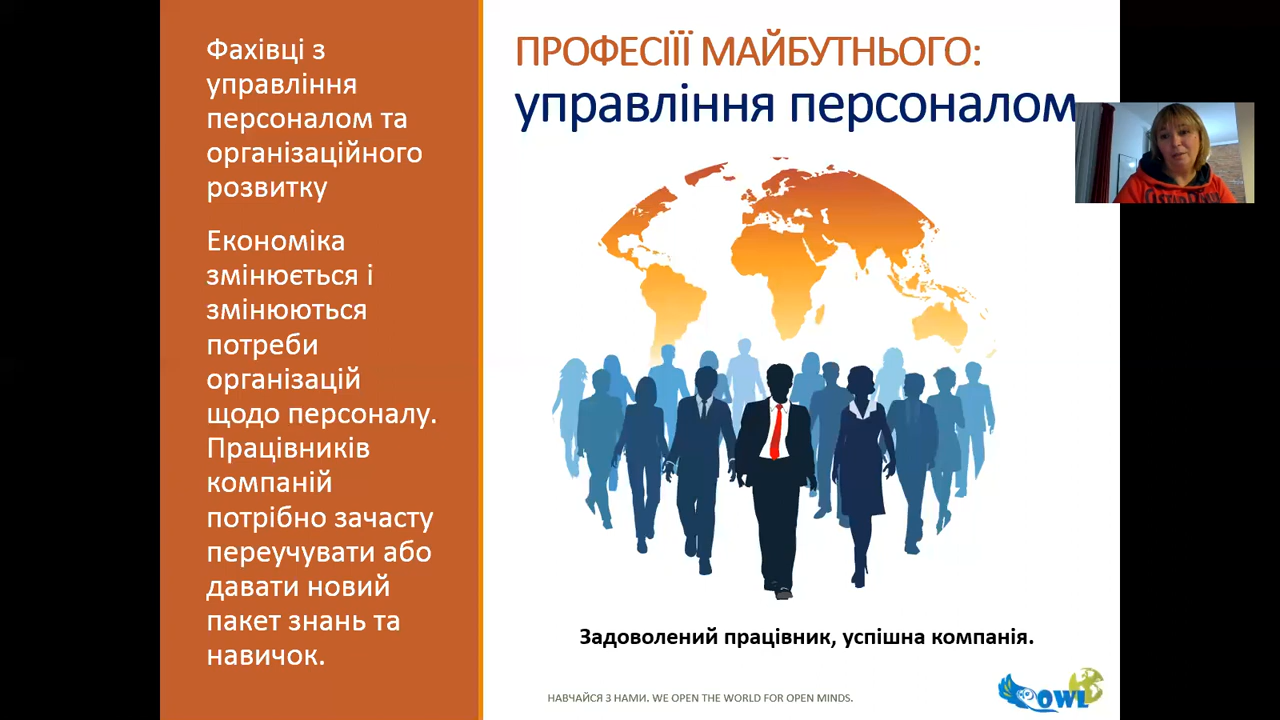 Фахівці з
управління
персоналом та
організаційного
розвитку
Економіка
змінюється і
змінюються
потреби
організацій
щодо персоналу.
Працівників
компаній
потрібно зачасту
переучувати або
давати новий
пакет знань та
навичок.
ПРОФЕСІЇЇ МАЙБУТНЬОГО:
управління персоналом
Задоволений працівник, успішна компанія.
НАВЧАЙСЯ З НАМИ. WE OPEN THE WORLD FOR OPEN MINDS.
OWL